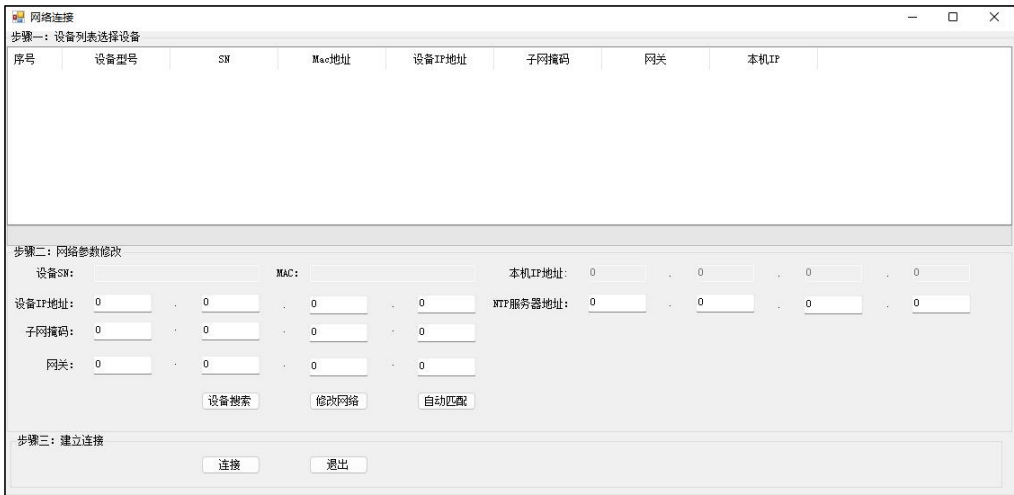 网络连接
步骤一：设备列表选择设备
序号 设备型号 SN Mac地址 设备IP地址 子网掩码 网关 本机IP
步骤二：网络参数修改
设备SN: MAC: 本机IP地址: 0 . 0 . 0 . 0
设备IP地址: 0 . 0 . 0 . 0 NTP服务器地址: 0 . 0 . 0 . 0
子网掩码: 0 . 0 . 0 . 0
网关: 0 . 0 . 0 . 0
设备搜索 修改网络 自动匹配
步骤三：建立连接
连接 退出